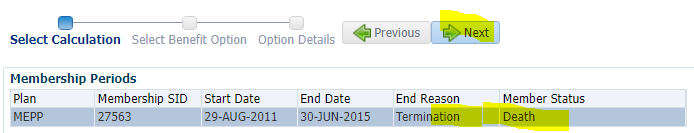 Previous Next
Select Calculation Select Benefit Option Option Details
Membership Periods
Plan Membership SID Start Date End Date End Reason Member Status
MEPP 27563 29-AUG-2011 30-JUN-2015 Termination Death